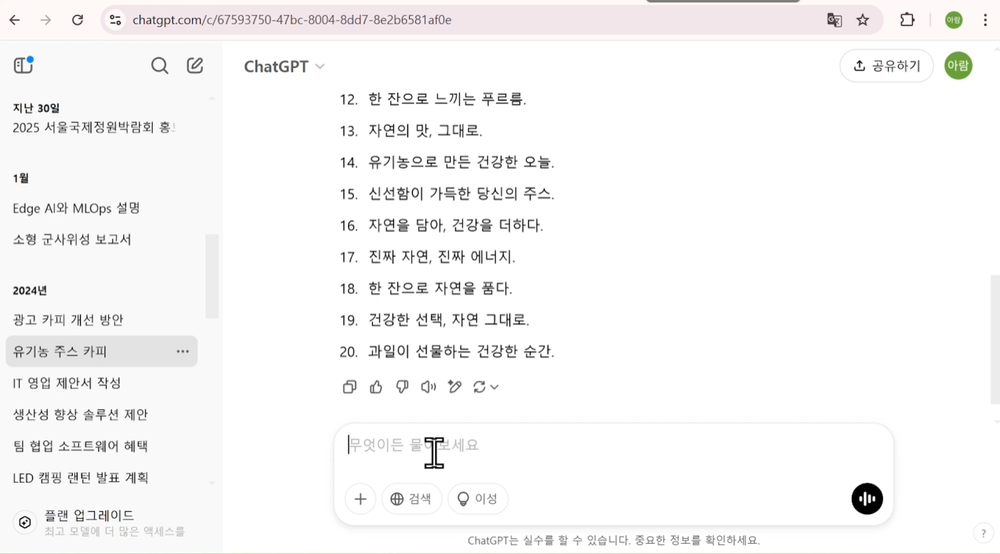 chatgpt.com/c/67593750-47bc-8004-8dd7-8e2b6581af0e
아람
ChatGPT
공유하기
아람
지난 30일
2025 서울국제정원박람회 홍
1월
Edge AI와 MLOps 설명
소형 군사위성 보고서
2024년
광고 카피 개선 방안
유기농 주스 카피
IT 영업 제안서 작성
생산성 향상 솔루션 제안
팀 협업 소프트웨어 혜택
LED 캠핑 랜턴 발표 계획
플랜 업그레이드
최고 모델에 더 많은 액세스를
12. 한 잔으로 느끼는 푸르름.
13. 자연의 맛, 그대로.
14. 유기농으로 만든 건강한 오늘.
15. 신선함이 가득한 당신의 주스.
16. 자연을 담아, 건강을 더하다.
17. 진짜 자연, 진짜 에너지.
18. 한 잔으로 자연을 품다.
19. 건강한 선택, 자연 그대로.
20. 과일이 선물하는 건강한 순간.
무엇이든 물어보세요
검색
이성
ChatGPT는 실수를 할 수 있습니다. 중요한 정보를 확인하세요.
?